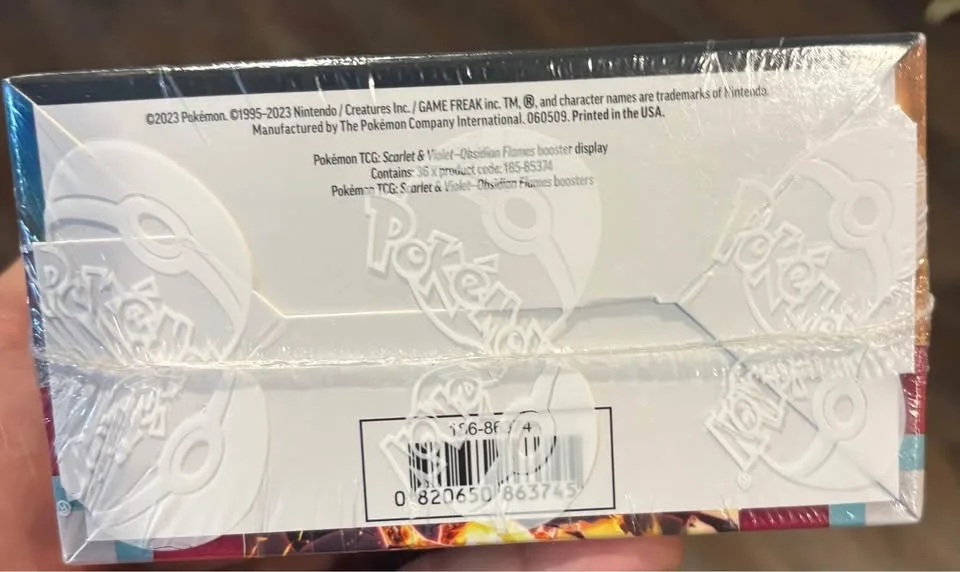 ©2023 Pokémon. ©1995–2023 Nintendo / Creatures Inc. / GAME FREAK inc. TM, ®, and character names are trademarks of Nintendo.
Manufactured by The Pokémon Company International. 060509. Printed in the USA.
Pokémon TCG: Scarlet & Violet–Obsidian Flames booster display
Contains: 36 x product code: 185-85374
Pokémon TCG: Scarlet & Violet–Obsidian Flames boosters
Pokémon
Pokémon
Pokémon
Pokémon
Pokémon
Pokémon
0 820650 863745